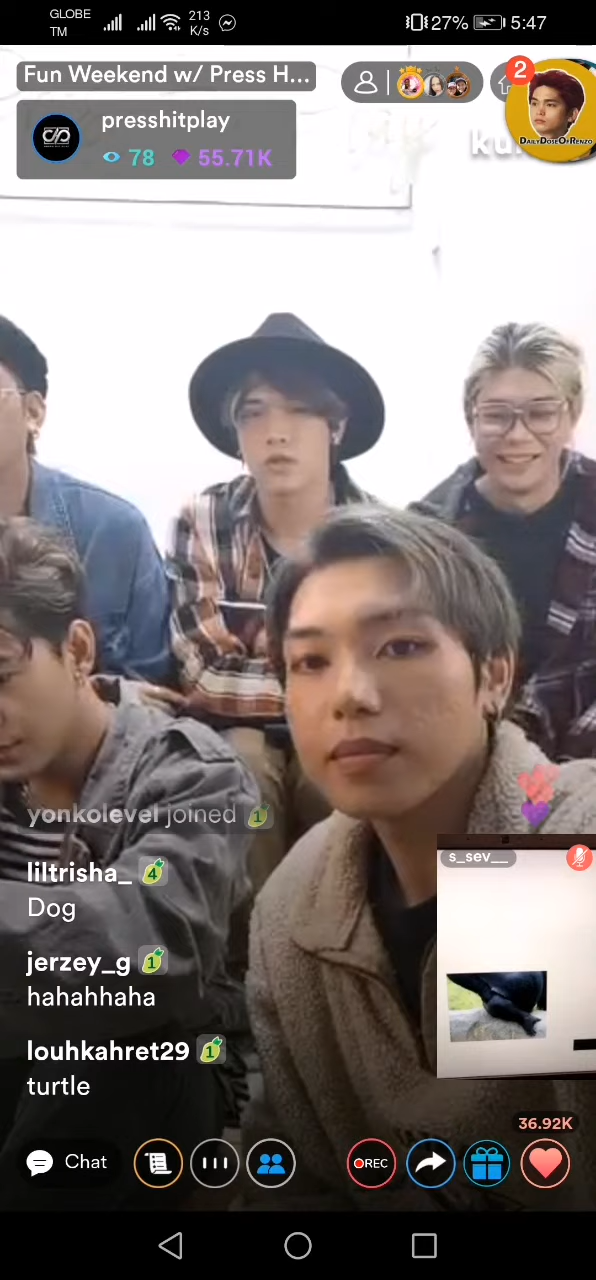 GLOBE
TM
213
K/s
27%
5:47
Fun Weekend w/ Press H...
2
presshitplay
78
55.71K
DAILYDOSEOFRENZO
yonkolevel joined 1
liltrisha_ 4
Dog
jerzey_g 1
hahahhaha
louhkahret29 1
turtle
s_sev__
36.92K
Chat
REC